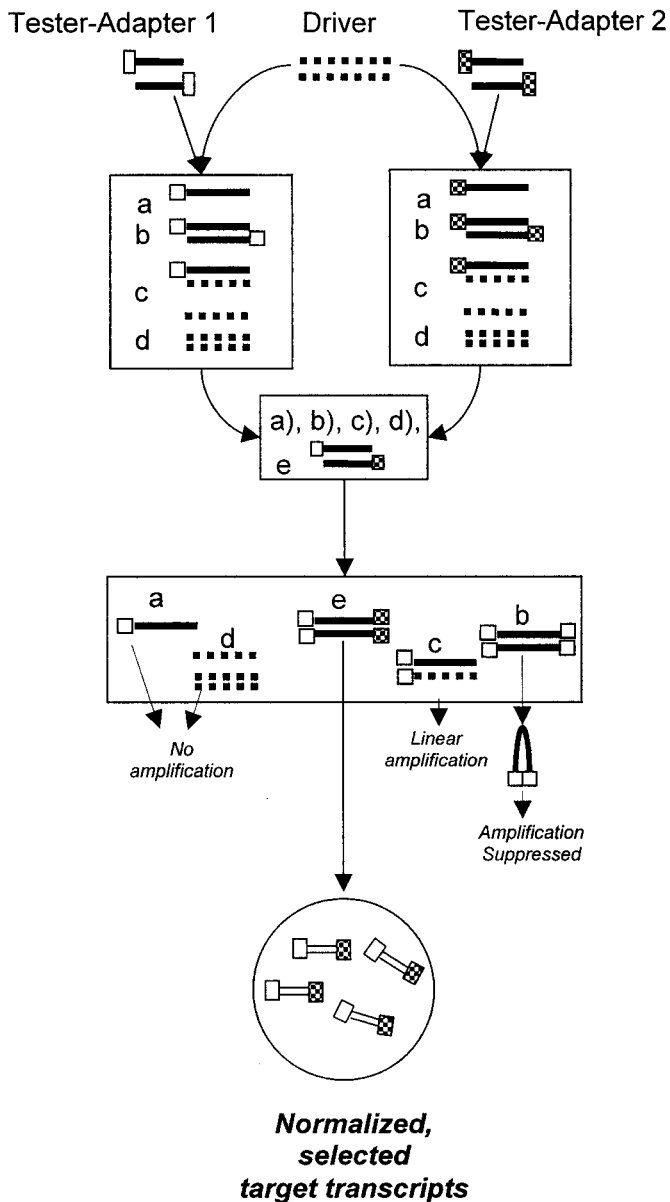 Tester-Adapter 1 Driver Tester-Adapter 2
a a
b b
c c
d d
a), b), c), d),
e
a e b
d c
No
amplification
Linear
amplification
Amplification
Suppressed
Normalized,
selected
target transcripts